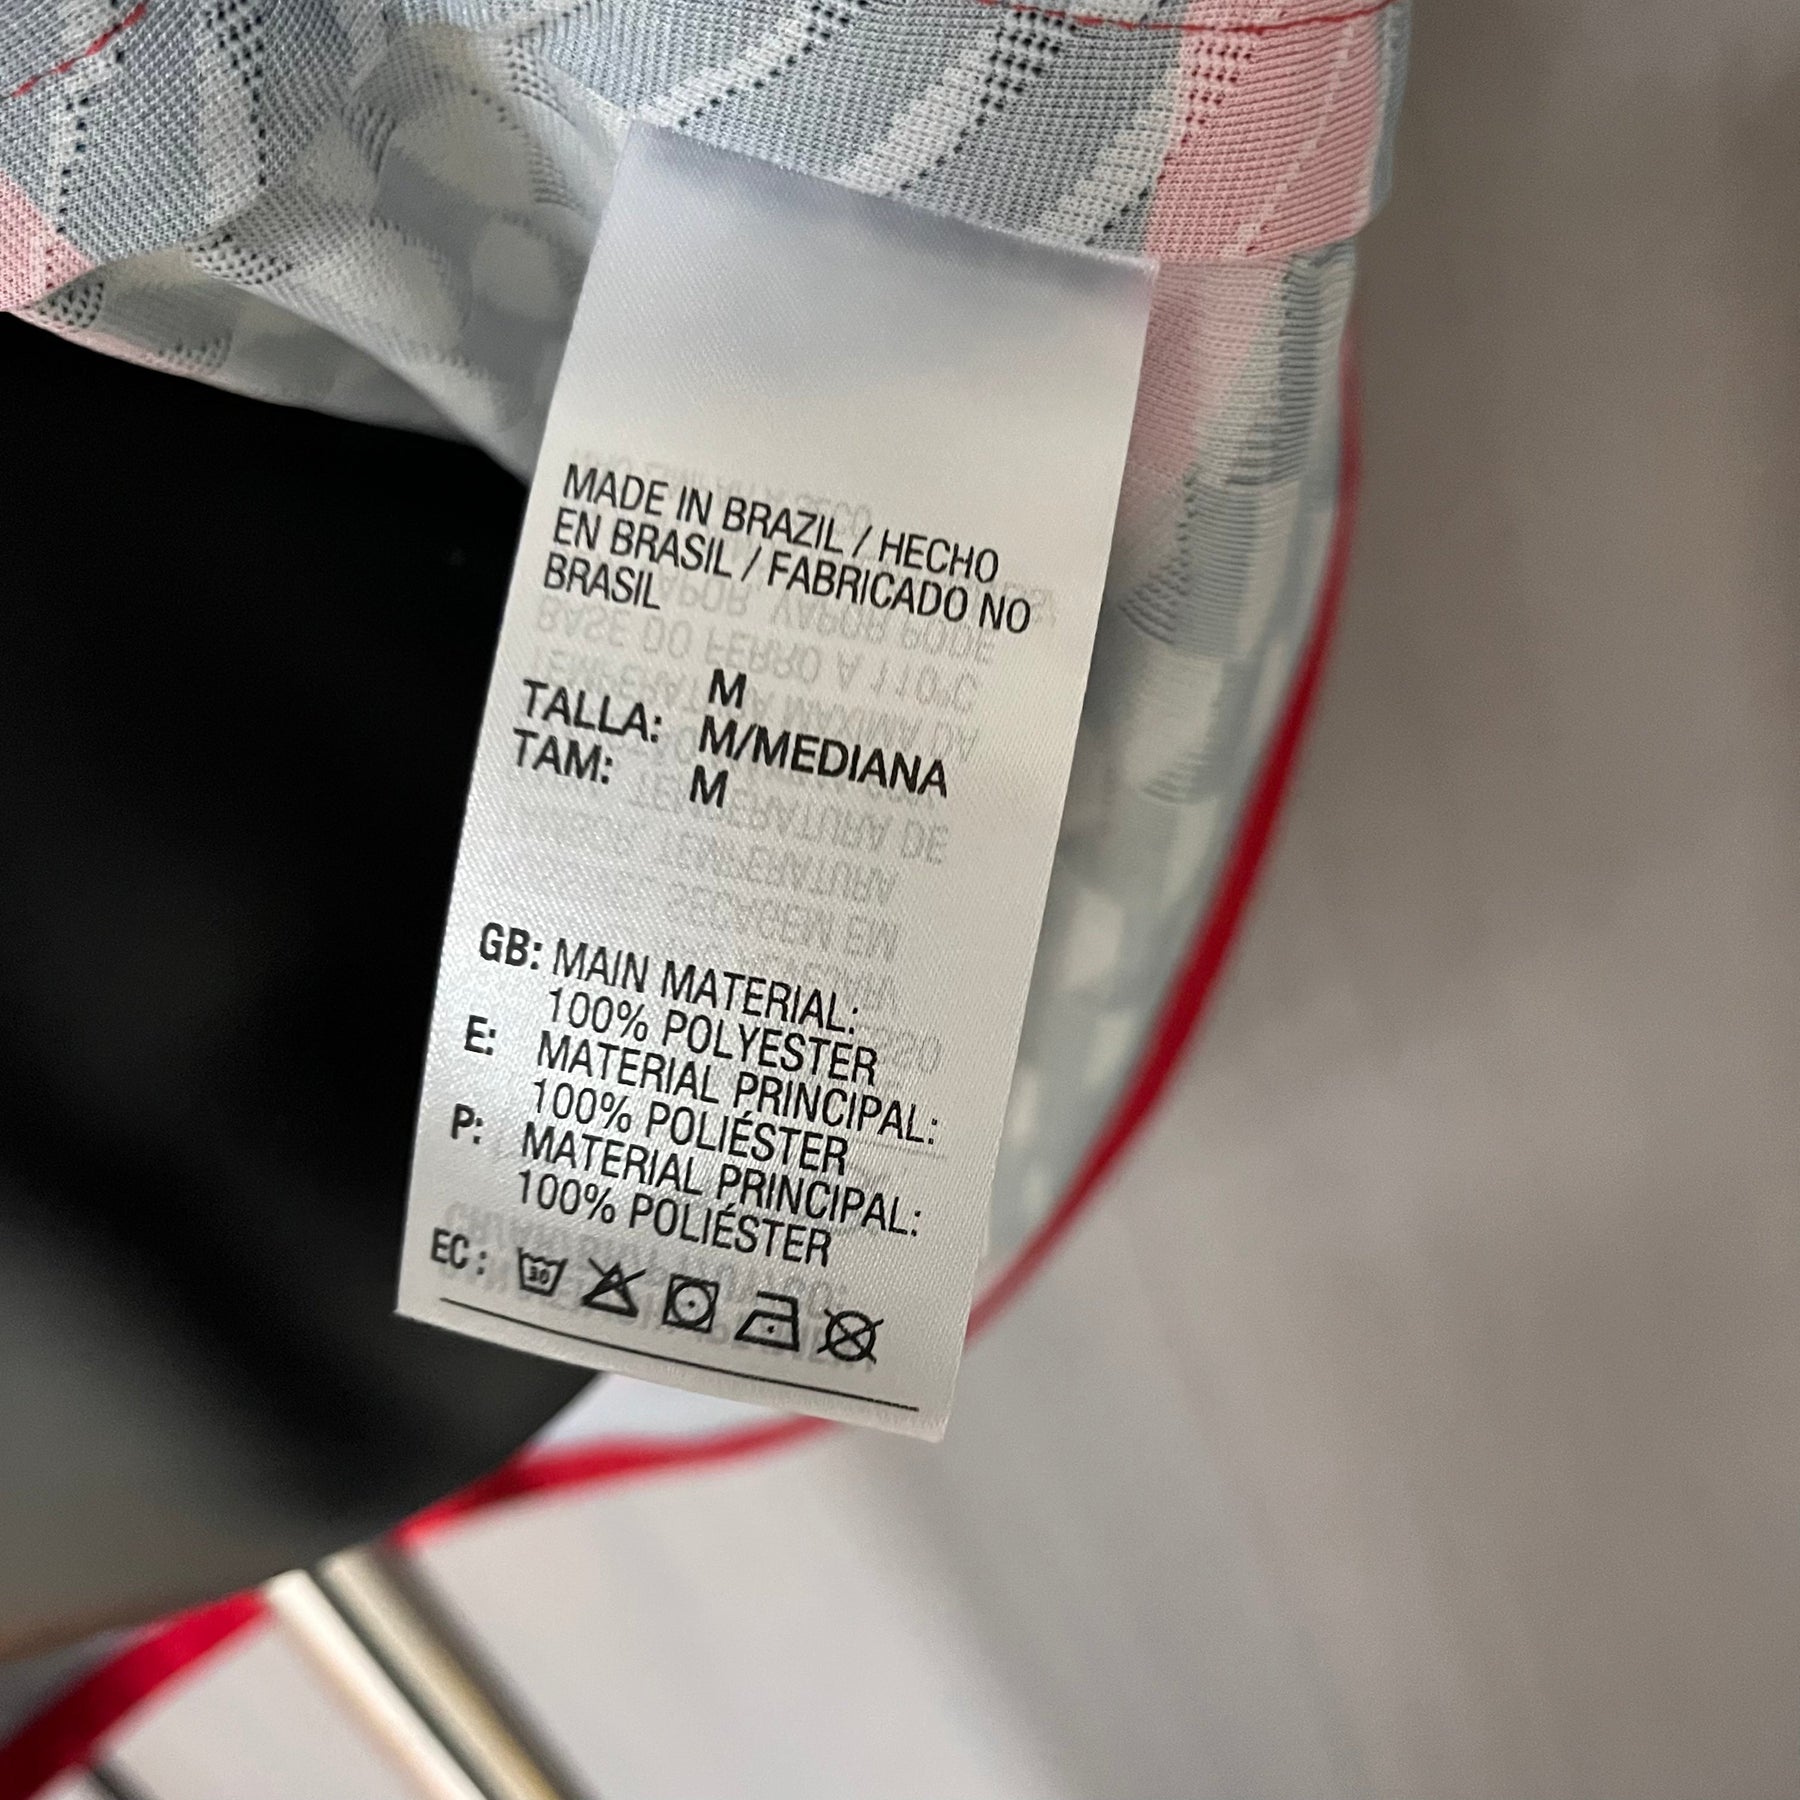 MADE IN BRAZIL / HECHO
EN BRASIL / FABRICADO NO
BRASIL
M
TALLA: M/MEDIANA
TAM: M
GB: MAIN MATERIAL:
100% POLYESTER
E: MATERIAL PRINCIPAL:
100% POLIÉSTER
P: MATERIAL PRINCIPAL:
100% POLIÉSTER
EC : 30